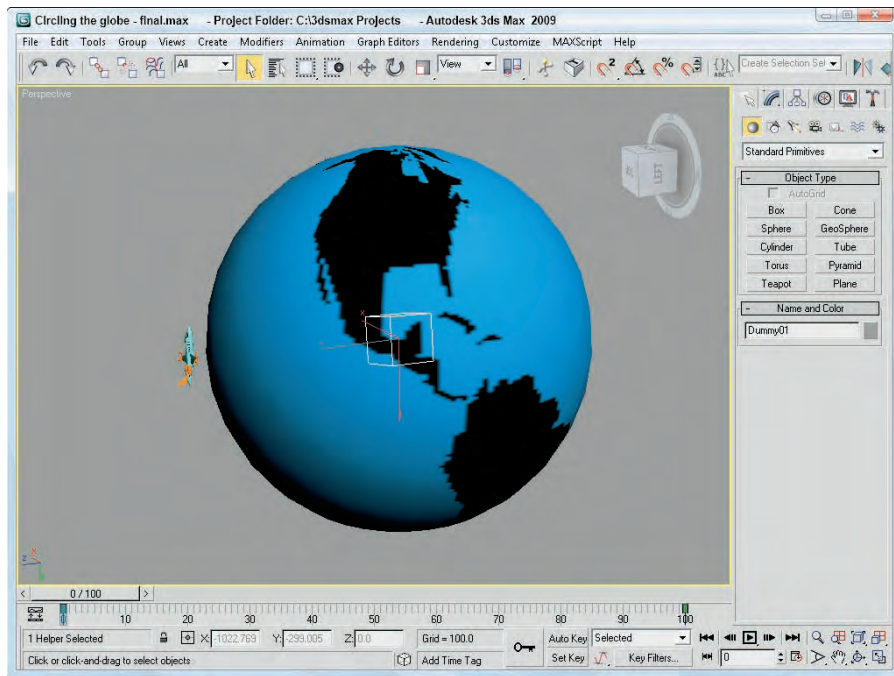 Circling the globe - final.max - Project Folder: C:\3dsmax Projects - Autodesk 3ds Max 2009
File Edit Tools Group Views Create Modifiers Animation Graph Editors Rendering Customize MAXScript Help
All
View
Create Selection Sel
Perspective
LEFT
Standard Primitives
- Object Type
AutoGrid
Box Cone
Sphere GeoSphere
Cylinder Tube
Torus Pyramid
Teapot Plane
- Name and Color
Dummy01
x
z x
< 0 / 100 >
0 10 20 30 40 50 60 70 80 90 100
1 Helper Selected X: -1022.769 Y: -299.005 Z: 0.0 Grid = 100.0 Auto Key Selected
Click or click-and-drag to select objects Add Time Tag Set Key Key Filters... 0